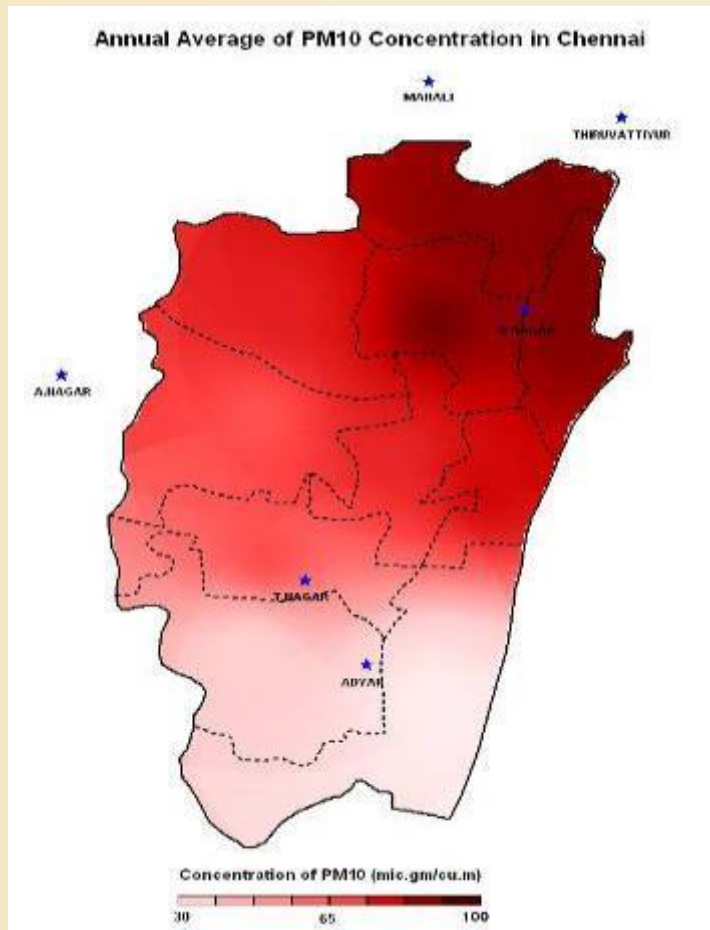 Annual Average of PM10 Concentration in Chennai
MANALI
THIRUVATTIYUR
A.NAGAR
T.NAGAR
ADYAR
Concentration of PM10 (mic.gm/cu.m)
30 65 100